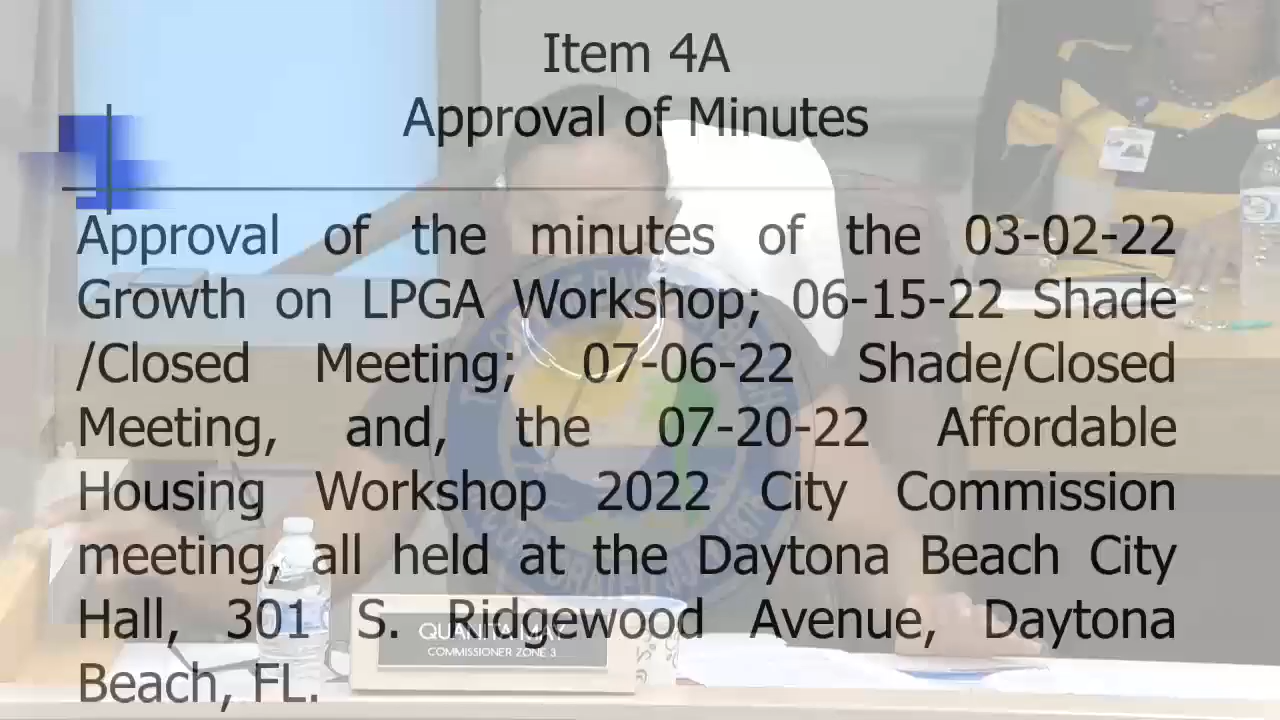 Item 4A
Approval of Minutes
Approval of the minutes of the 03-02-22
Growth on LPGA Workshop; 06-15-22 Shade
/Closed Meeting; 07-06-22 Shade/Closed
Meeting, and, the 07-20-22 Affordable
Housing Workshop 2022 City Commission
meeting, all held at the Daytona Beach City
Hall, 301 S. Ridgewood Avenue, Daytona
Beach, FL.
QUANITA MAY
COMMISSIONER ZONE 3